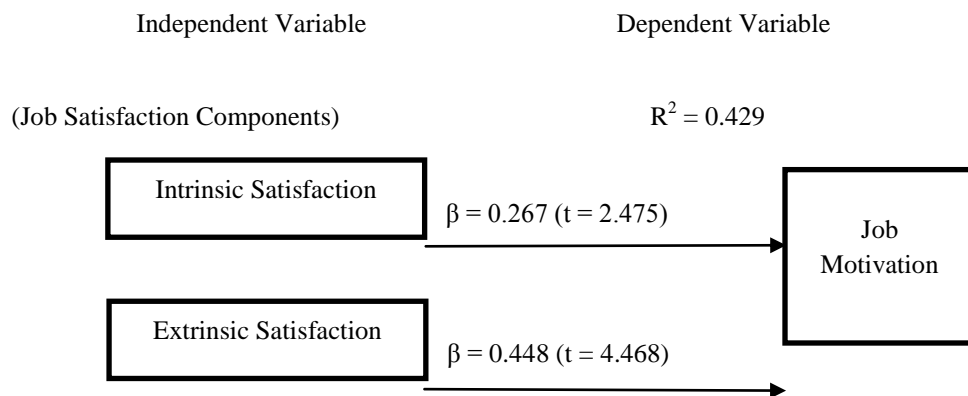 Independent Variable
Dependent Variable
(Job Satisfaction Components)
R² = 0.429
Intrinsic Satisfaction
β = 0.267 (t = 2.475)
Job
Motivation
Extrinsic Satisfaction
β = 0.448 (t = 4.468)